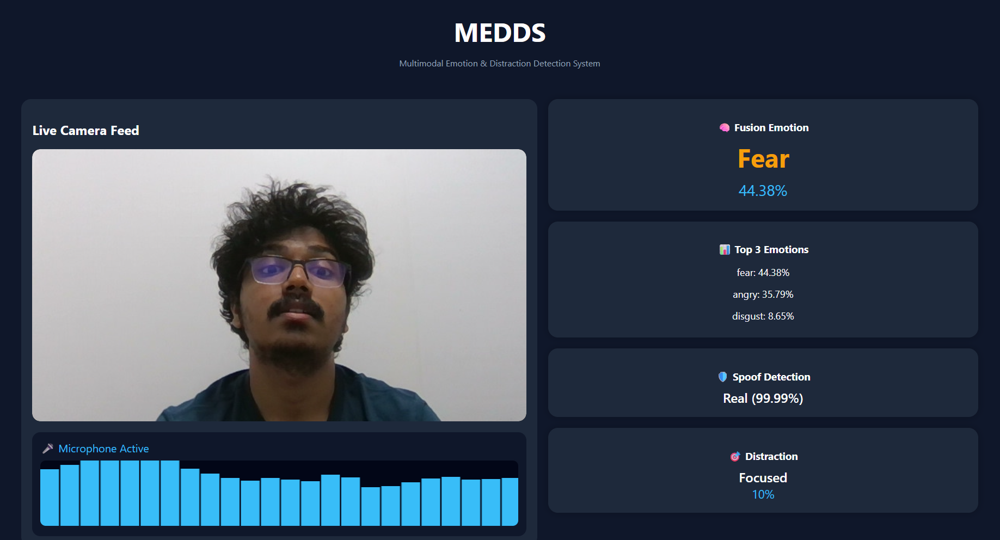 MEDDS
Multimodal Emotion & Distraction Detection System
Live Camera Feed
Microphone Active
Fusion Emotion
Fear
44.38%
Top 3 Emotions
fear: 44.38%
angry: 35.79%
disgust: 8.65%
Spoof Detection
Real (99.99%)
Distraction
Focused
10%